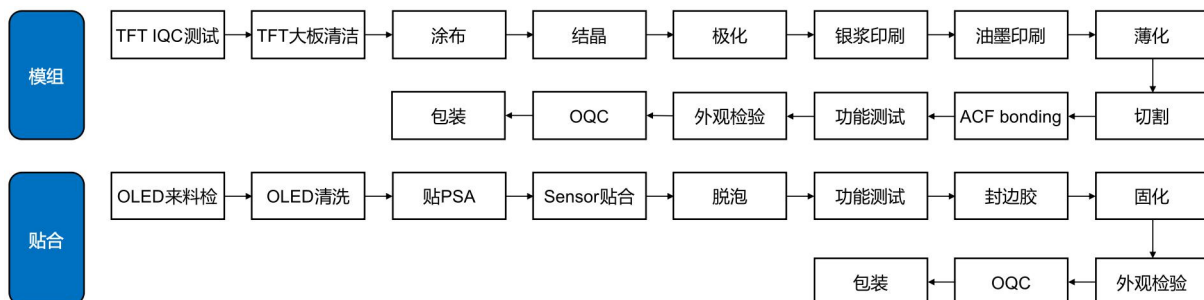 模组
TFT IQC测试
TFT大板清洁
涂布
结晶
极化
银浆印刷
油墨印刷
薄化
切割
ACF bonding
功能测试
外观检验
OQC
包装
贴合
OLED来料检
OLED清洗
贴PSA
Sensor贴合
脱泡
功能测试
封边胶
固化
外观检验
OQC
包装